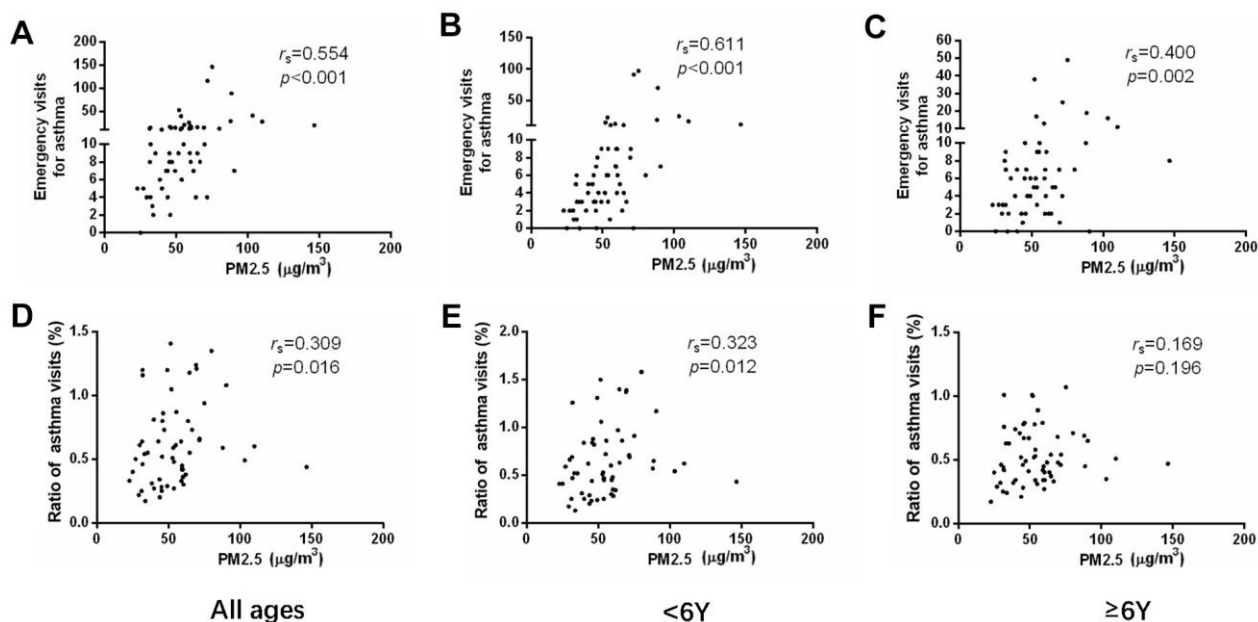 A
Emergency visits
for asthma
200
150
100
50
10
8
6
4
2
0
rs=0.554
p<0.001
0
50
100
150
200
PM2.5 (μg/m³)
B
Emergency visits
for asthma
150
100
50
15
10
8
6
4
2
0
rs=0.611
p<0.001
0
50
100
150
200
PM2.5 (μg/m³)
C
Emergency visits
for asthma
60
50
40
30
20
10
10
8
6
4
2
0
rs=0.400
p=0.002
0
50
100
150
200
PM2.5 (μg/m³)
D
Ratio of asthma visits (%)
1.5
1.0
0.5
0.0
rs=0.309
p=0.016
0
50
100
150
200
PM2.5 (μg/m³)
E
Ratio of asthma visits (%)
2.0
1.5
1.0
0.5
0.0
rs=0.323
p=0.012
0
50
100
150
200
PM2.5 (μg/m³)
F
Ratio of asthma visits (%)
1.5
1.0
0.5
0.0
rs=0.169
p=0.196
0
50
100
150
200
PM2.5 (μg/m³)
All ages
<6Y
≥6Y